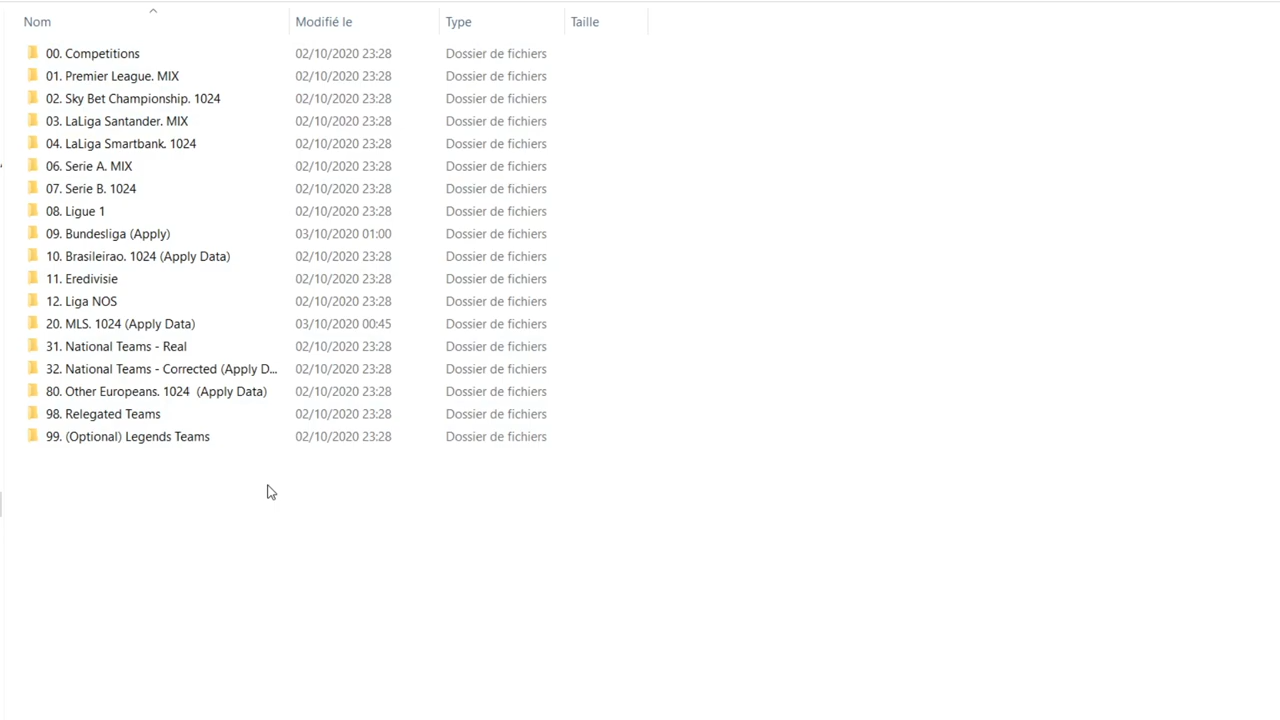 Nom Modifié le Type Taille
00. Competitions 02/10/2020 23:28 Dossier de fichiers
01. Premier League. MIX 02/10/2020 23:28 Dossier de fichiers
02. Sky Bet Championship. 1024 02/10/2020 23:28 Dossier de fichiers
03. LaLiga Santander. MIX 02/10/2020 23:28 Dossier de fichiers
04. LaLiga Smartbank. 1024 02/10/2020 23:28 Dossier de fichiers
06. Serie A. MIX 02/10/2020 23:28 Dossier de fichiers
07. Serie B. 1024 02/10/2020 23:28 Dossier de fichiers
08. Ligue 1 02/10/2020 23:28 Dossier de fichiers
09. Bundesliga (Apply) 03/10/2020 01:00 Dossier de fichiers
10. Brasileirao. 1024 (Apply Data) 02/10/2020 23:28 Dossier de fichiers
11. Eredivisie 02/10/2020 23:28 Dossier de fichiers
12. Liga NOS 02/10/2020 23:28 Dossier de fichiers
20. MLS. 1024 (Apply Data) 03/10/2020 00:45 Dossier de fichiers
31. National Teams - Real 02/10/2020 23:28 Dossier de fichiers
32. National Teams - Corrected (Apply D... 02/10/2020 23:28 Dossier de fichiers
80. Other Europeans. 1024  (Apply Data) 02/10/2020 23:28 Dossier de fichiers
98. Relegated Teams 02/10/2020 23:28 Dossier de fichiers
99. (Optional) Legends Teams 02/10/2020 23:28 Dossier de fichiers